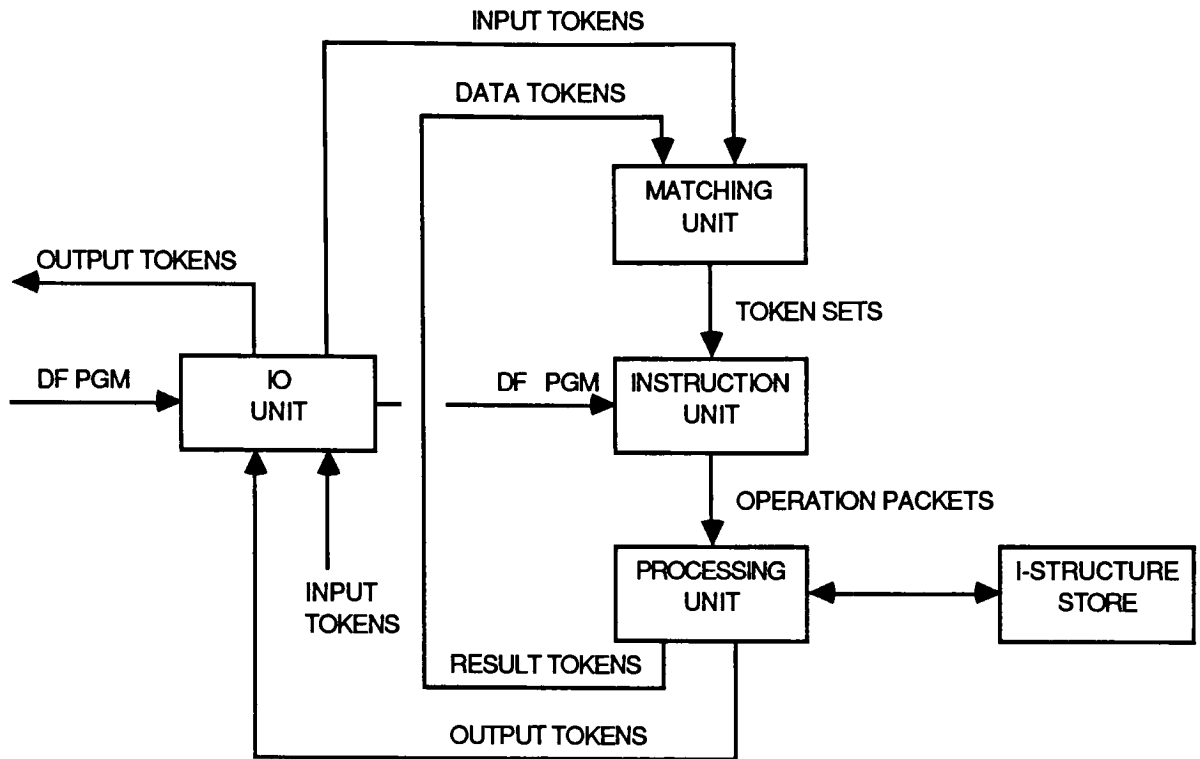 INPUT TOKENS
DATA TOKENS
MATCHING
UNIT
OUTPUT TOKENS
TOKEN SETS
DF PGM
IO
UNIT
DF PGM
INSTRUCTION
UNIT
OPERATION PACKETS
PROCESSING
UNIT
I-STRUCTURE
STORE
INPUT
TOKENS
RESULT TOKENS
OUTPUT TOKENS